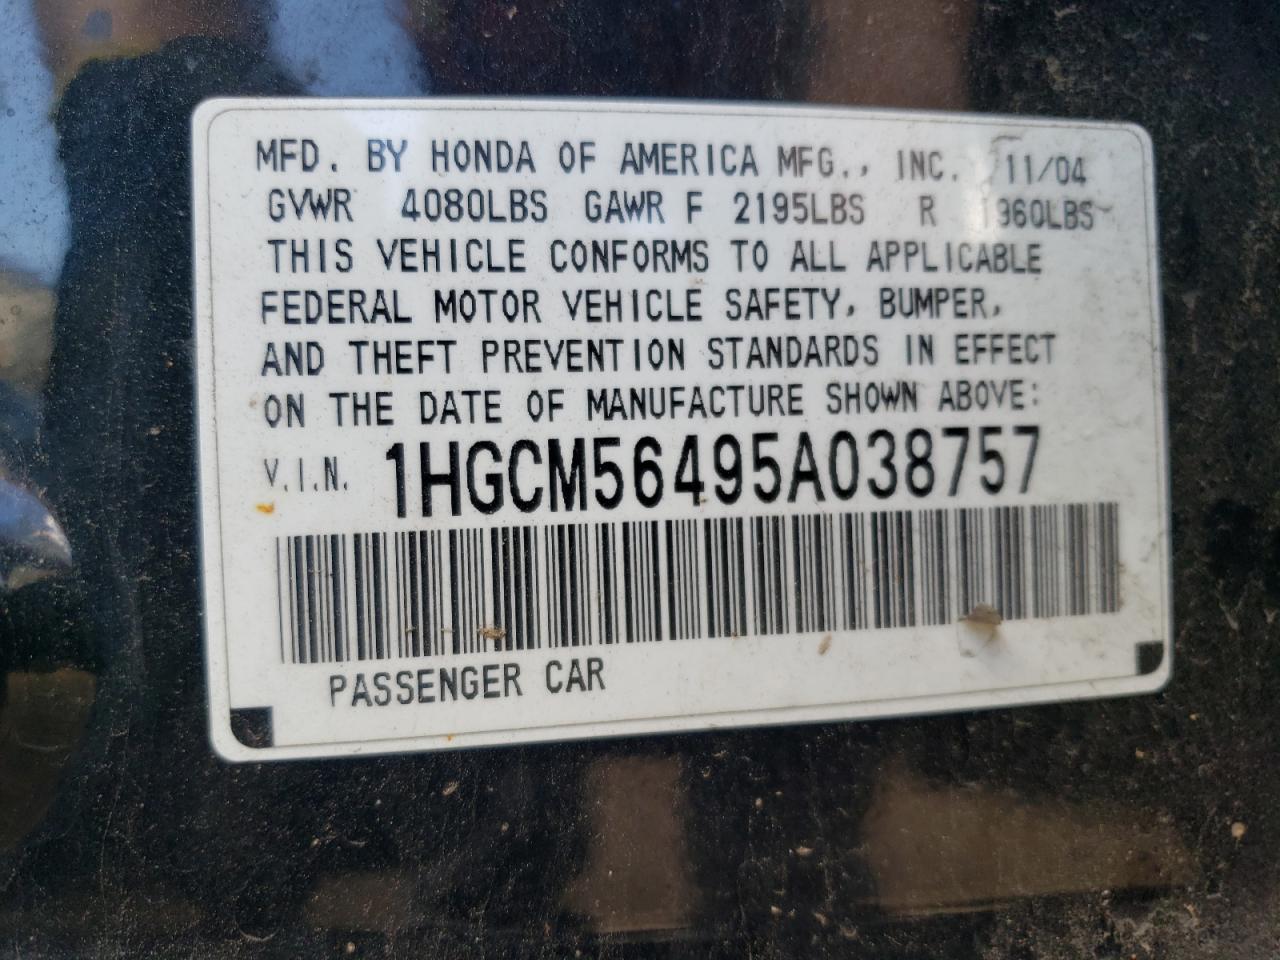 MFD. BY HONDA OF AMERICA MFG., INC. 11/04
GVWR 4080LBS GAWR F 2195LBS R 1960LBS
THIS VEHICLE CONFORMS TO ALL APPLICABLE
FEDERAL MOTOR VEHICLE SAFETY, BUMPER,
AND THEFT PREVENTION STANDARDS IN EFFECT
ON THE DATE OF MANUFACTURE SHOWN ABOVE:
V.I.N. 1HGCM56495A038757
PASSENGER CAR